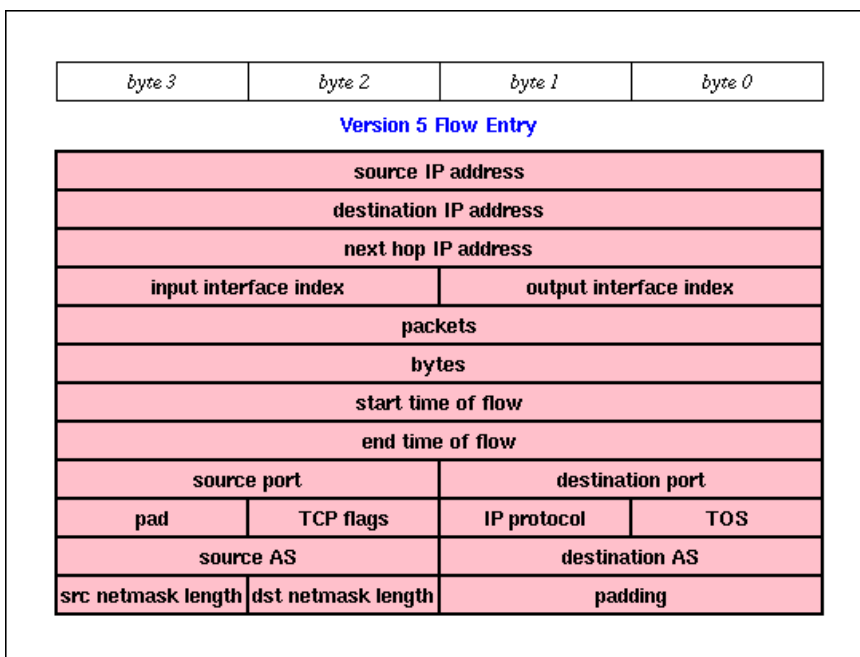 byte 3 byte 2 byte 1 byte 0
Version 5 Flow Entry
source IP address
destination IP address
next hop IP address
input interface index output interface index
packets
bytes
start time of flow
end time of flow
source port destination port
pad TCP flags IP protocol TOS
source AS destination AS
src netmask length dst netmask length padding